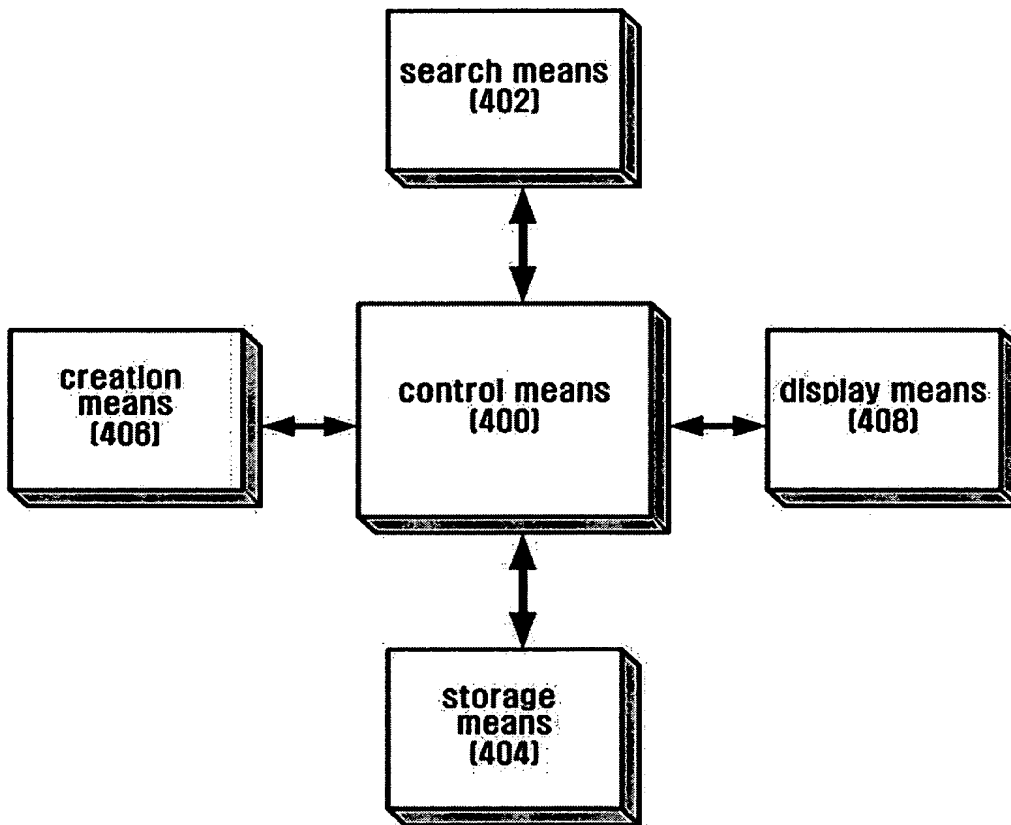 search means
(402)
creation
means
(406)
control means
(400)
display means
(408)
storage
means
(404)